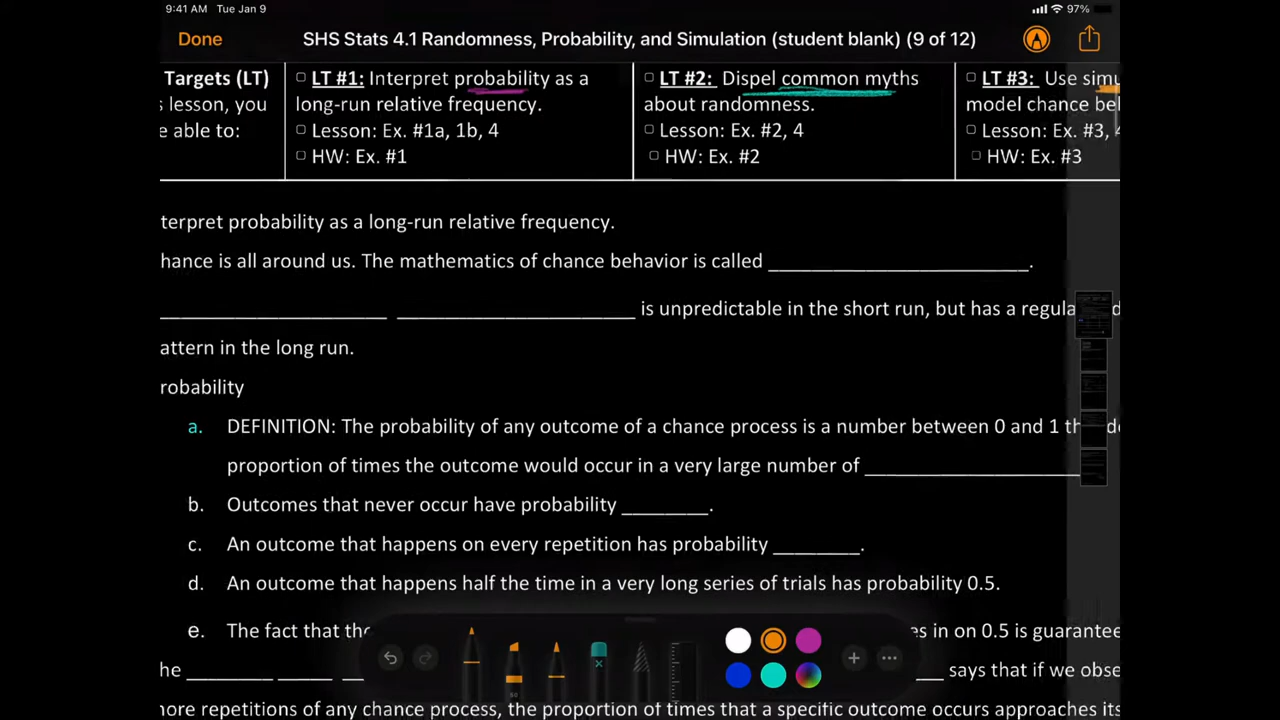 9:41 AM Tue Jan 9 97%
Done SHS Stats 4.1 Randomness, Probability, and Simulation (student blank) (9 of 12)
Targets (LT)
s lesson, you
e able to:
LT #1: Interpret probability as a
long-run relative frequency.
Lesson: Ex. #1a, 1b, 4
HW: Ex. #1
LT #2: Dispel common myths
about randomness.
Lesson: Ex. #2, 4
HW: Ex. #2
LT #3: Use simu
model chance bel
Lesson: Ex. #3, 4
HW: Ex. #3
terpret probability as a long-run relative frequency.
hance is all around us. The mathematics of chance behavior is called ________________________.
_____________________ ______________________ is unpredictable in the short run, but has a regula
attern in the long run.
robability
a. DEFINITION: The probability of any outcome of a chance process is a number between 0 and 1 th
proportion of times the outcome would occur in a very large number of ____________________
b. Outcomes that never occur have probability ________.
c. An outcome that happens on every repetition has probability ________.
d. An outcome that happens half the time in a very long series of trials has probability 0.5.
e. The fact that the es in on 0.5 is guarantee
he ________ _____ __ ___ says that if we obse
nore repetitions of any chance process, the proportion of times that a specific outcome occurs approaches its
50